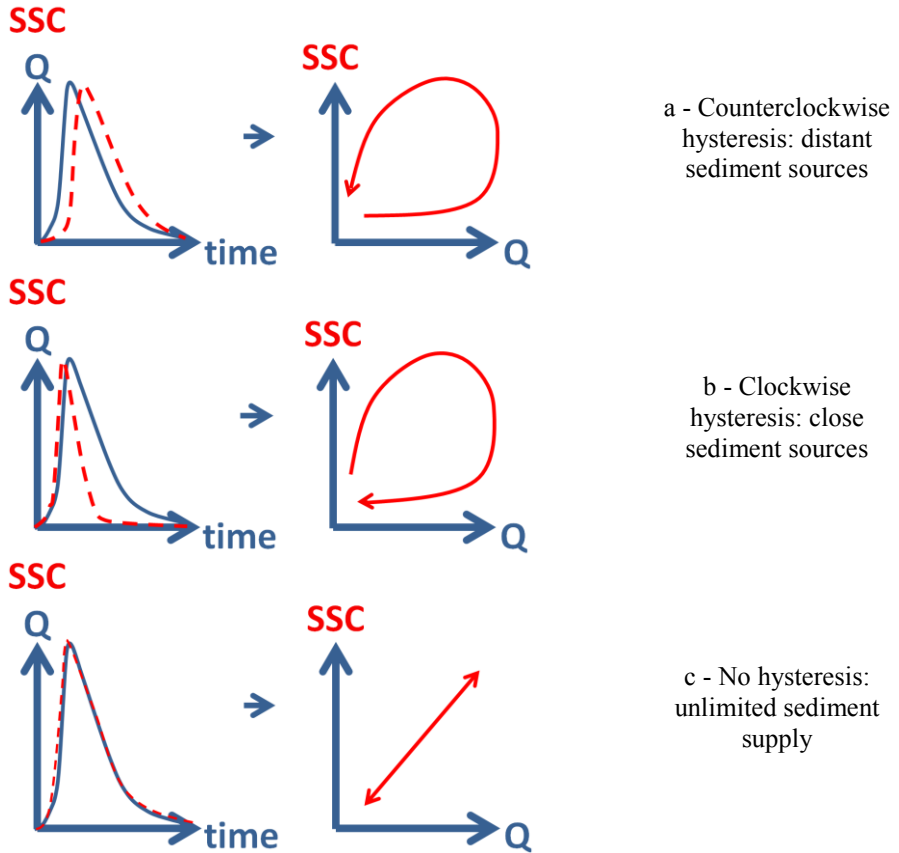 SSC
Q
time
SSC
Q
a - Counterclockwise
hysteresis: distant
sediment sources
SSC
Q
time
SSC
Q
b - Clockwise
hysteresis: close
sediment sources
SSC
Q
time
SSC
Q
c - No hysteresis:
unlimited sediment
supply